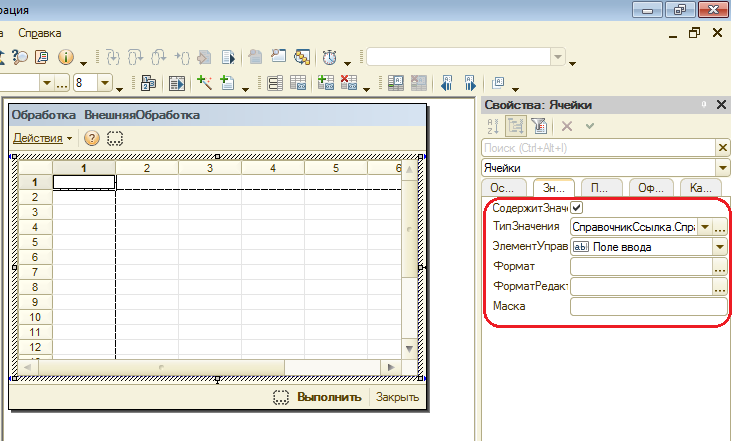 рация
а Справка
8
Обработка ВнешняяОбработка
Действия
1 2 3 4 5 6
1
2
3
4
5
6
7
8
9
10
11
12
Выполнить Закрыть
Свойства: Ячейки
Поиск (Ctrl+Alt+I)
Ячейки
Ос... Зн... П... Оф... Ка...
СодержитЗначе
ТипЗначения СправочникСсылка.Спра ...
ЭлементУправ Поле ввода
Формат ...
ФорматРедакт ...
Маска